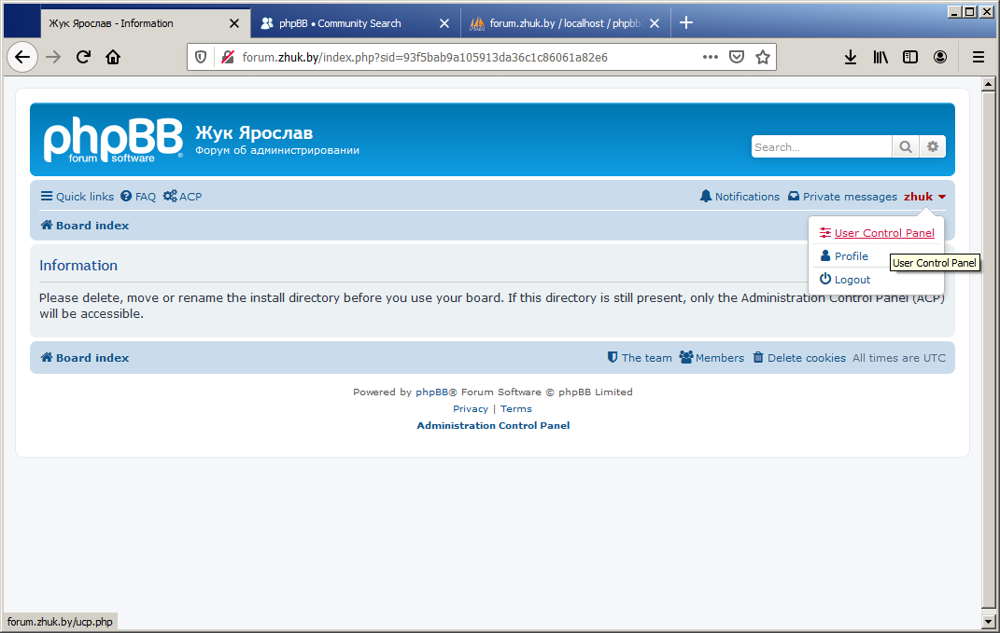 Жук Ярослав - Information
phpBB • Community Search
forum.zhuk.by / localhost / phpbb
forum.zhuk.by/index.php?sid=93f5bab9a105913da36c1c86061a82e6
phpBB®
forum software
Жук Ярослав
Форум об администрировании
Search…
Quick links FAQ ACP
Notifications Private messages zhuk
Board index
User Control Panel
Profile
User Control Panel
Logout
Information
Please delete, move or rename the install directory before you use your board. If this directory is still present, only the Administration Control Panel (ACP)
will be accessible.
Board index
The team Members Delete cookies All times are UTC
Powered by phpBB® Forum Software © phpBB Limited
Privacy | Terms
Administration Control Panel
forum.zhuk.by/ucp.php